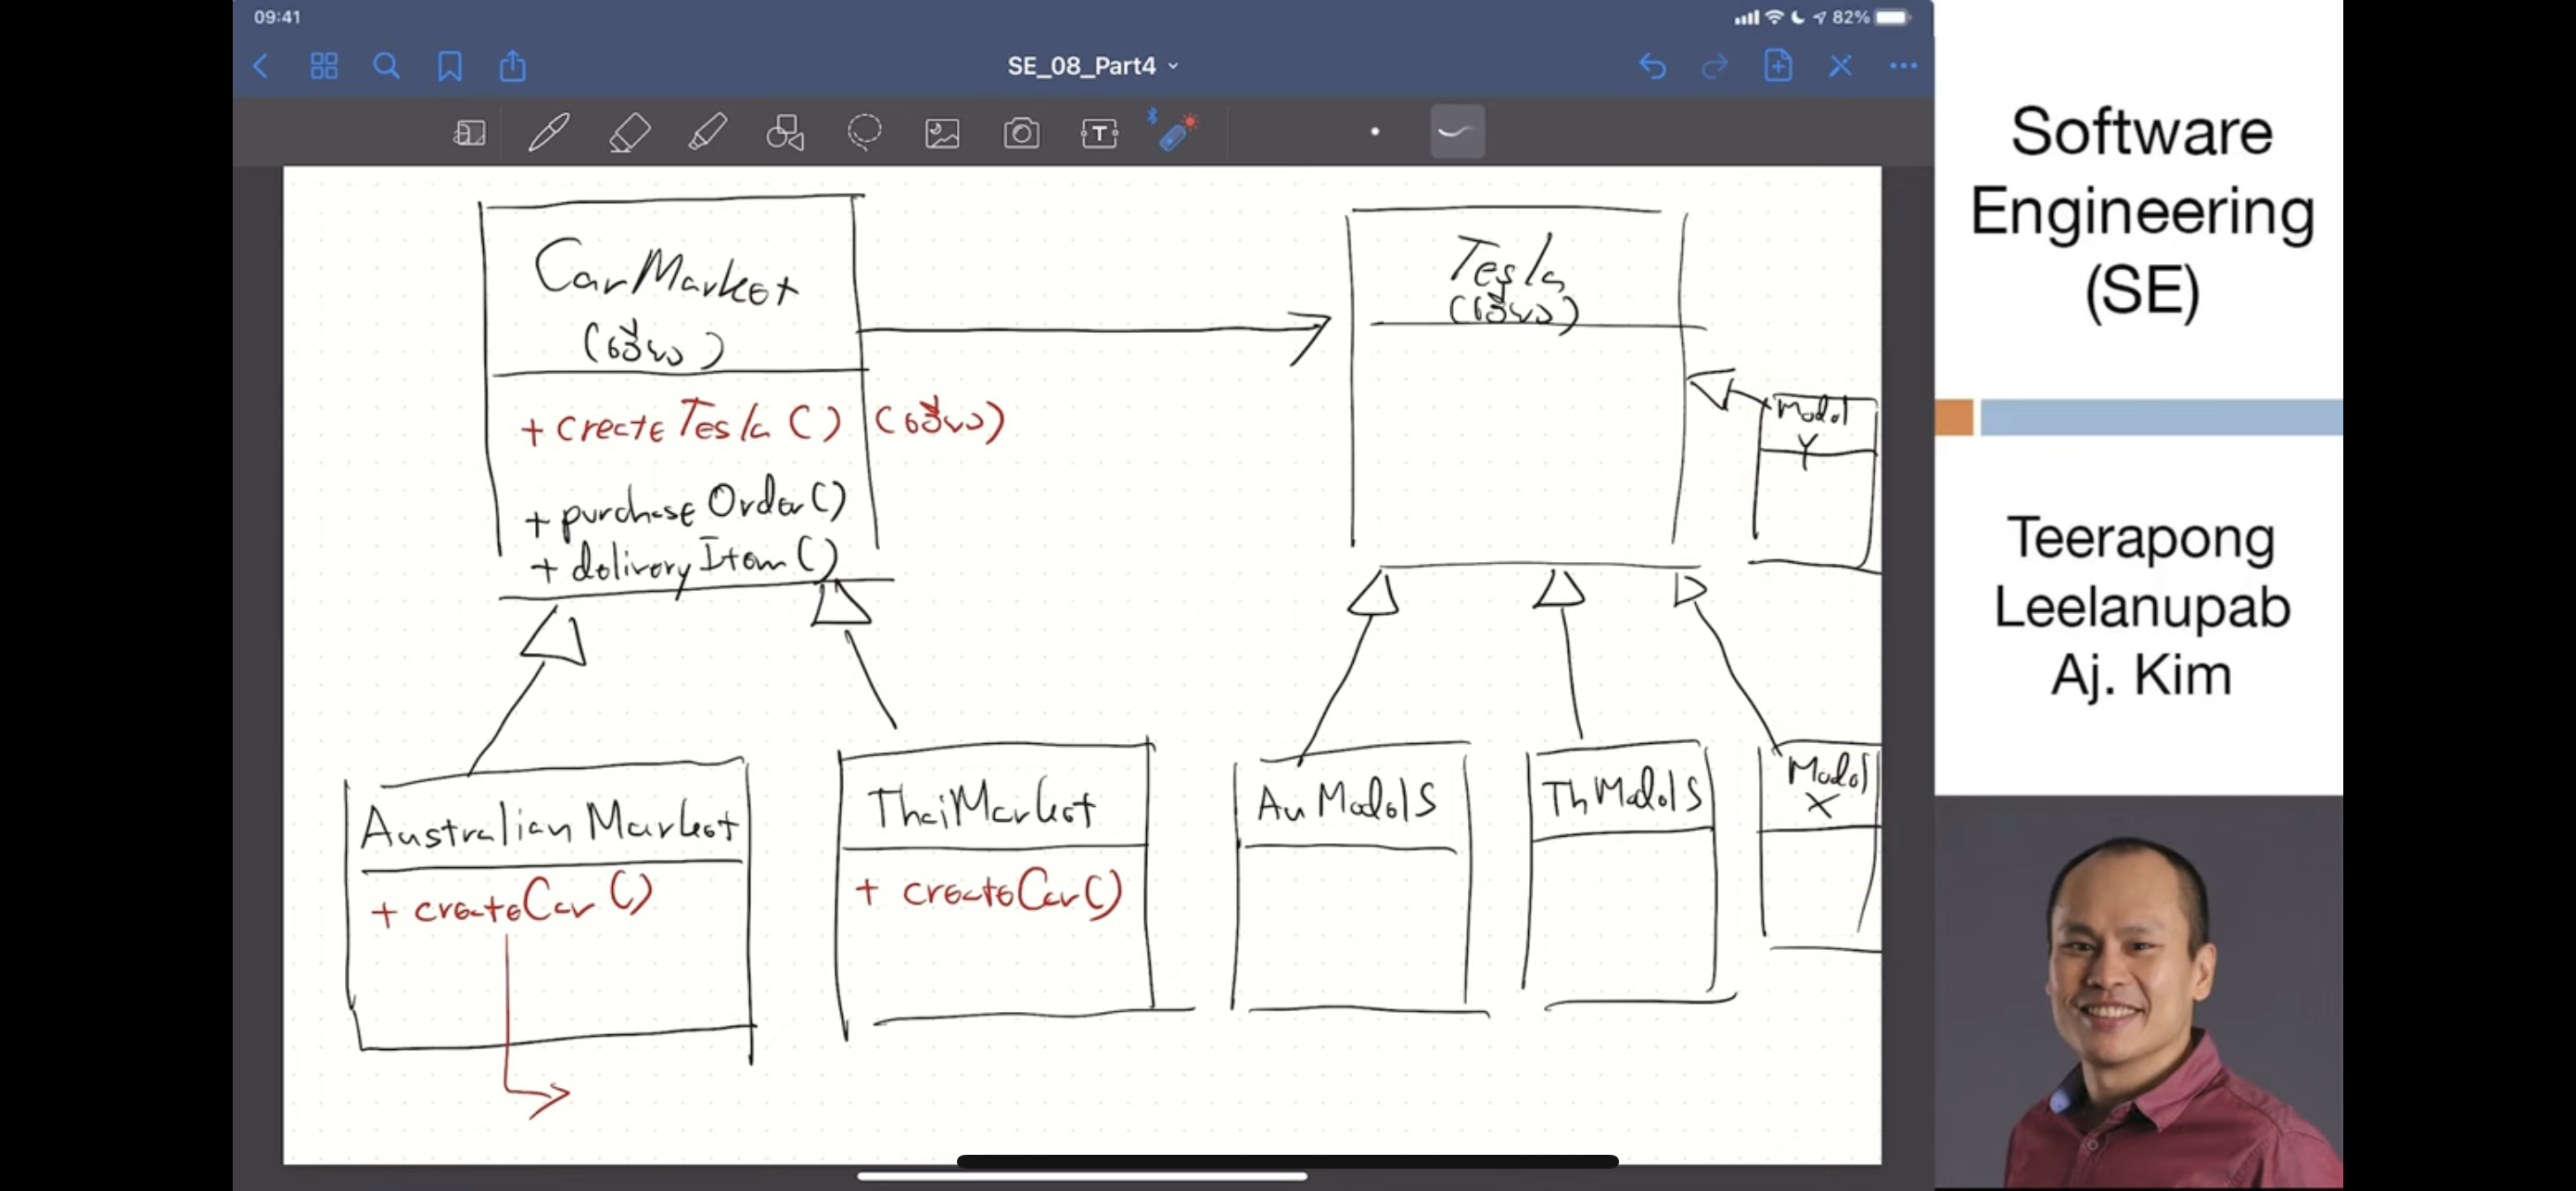 09:41
82%
SE_08_Part4
T
CarMarket
(เอียง)
+ createTesla () (เอียง)
+ purchaseOrder()
+ deliveryItem()
Tesla
(เอียง)
Model
Y
AustralianMarket
+ createCar ()
ThaiMarket
+ createCar()
AuModelS
ThModelS
Model
X
Software
Engineering
(SE)
Teerapong
Leelanupab
Aj. Kim